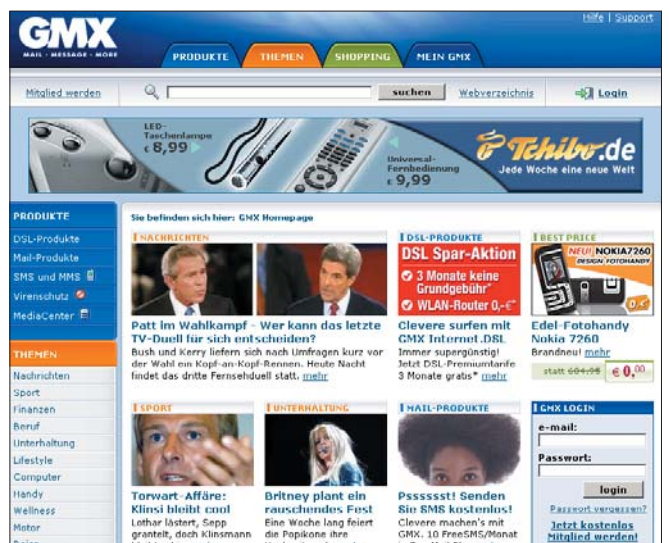 GMX
MAIL · MESSAGE · MORE
Hilfe | Support
PRODUKTE
THEMEN
SHOPPING
MEIN GMX
Mitglied werden
suchen
Webverzeichnis
Login
LED-
Taschenlampe
€ 8,99
Universal-
Fernbedienung
€ 9,99
Tchibo.de
Jede Woche eine neue Welt
PRODUKTE
DSL-Produkte
Mail-Produkte
SMS und MMS
Virenschutz
MediaCenter
THEMEN
Nachrichten
Sport
Finanzen
Beruf
Unterhaltung
Lifestyle
Computer
Handy
Wellness
Motor
Sie befinden sich hier: GMX Homepage
NACHRICHTEN
Patt im Wahlkampf - Wer kann das letzte
TV-Duell für sich entscheiden?
Bush und Kerry liefern sich nach Umfragen kurz vor
der Wahl ein Kopf-an-Kopf-Rennen. Heute Nacht
findet das dritte Fernsehduell statt. mehr
DSL-PRODUKTE
DSL Spar-Aktion
3 Monate keine
Grundgebühr*
WLAN-Router 0,-€*
Clevere surfen mit
GMX Internet.DSL
Immer supergünstig!
Jetzt DSL-Premiumtarife
3 Monate gratis* mehr
BEST PRICE
NEU! NOKIA7260
DESIGN-FOTOHANDY
0.-€
Edel-Fotohandy
Nokia 7260
Brandneu! mehr
statt 604,95 € 0,00
SPORT
Torwart-Affäre:
Klinsi bleibt cool
Lothar lästert, Sepp
grantelt, doch Klinsmann
UNTERHALTUNG
Britney plant ein
rauschendes Fest
Eine Woche lang feiert
die Popikone ihre
MAIL-PRODUKTE
Psssssst! Senden
Sie SMS kostenlos!
Clevere machen's mit
GMX. 10 FreeSMS/Monat
GMX LOGIN
e-mail:
Passwort:
login
Passwort vergessen?
Jetzt kostenlos
Mitglied werden!